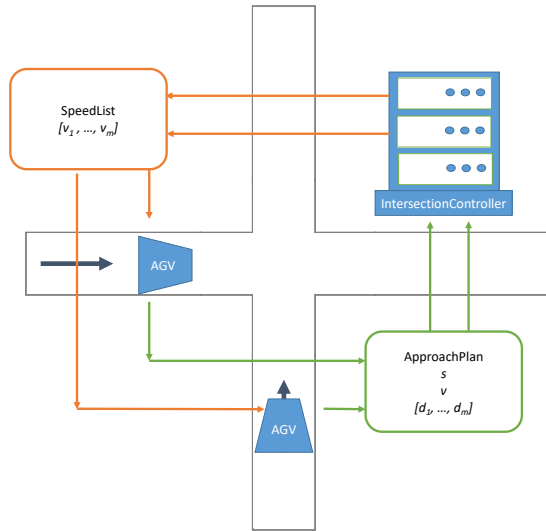 SpeedList
[v1 , ..., vm]
IntersectionController
AGV
ApproachPlan
s
v
[d1, ..., dm]
AGV